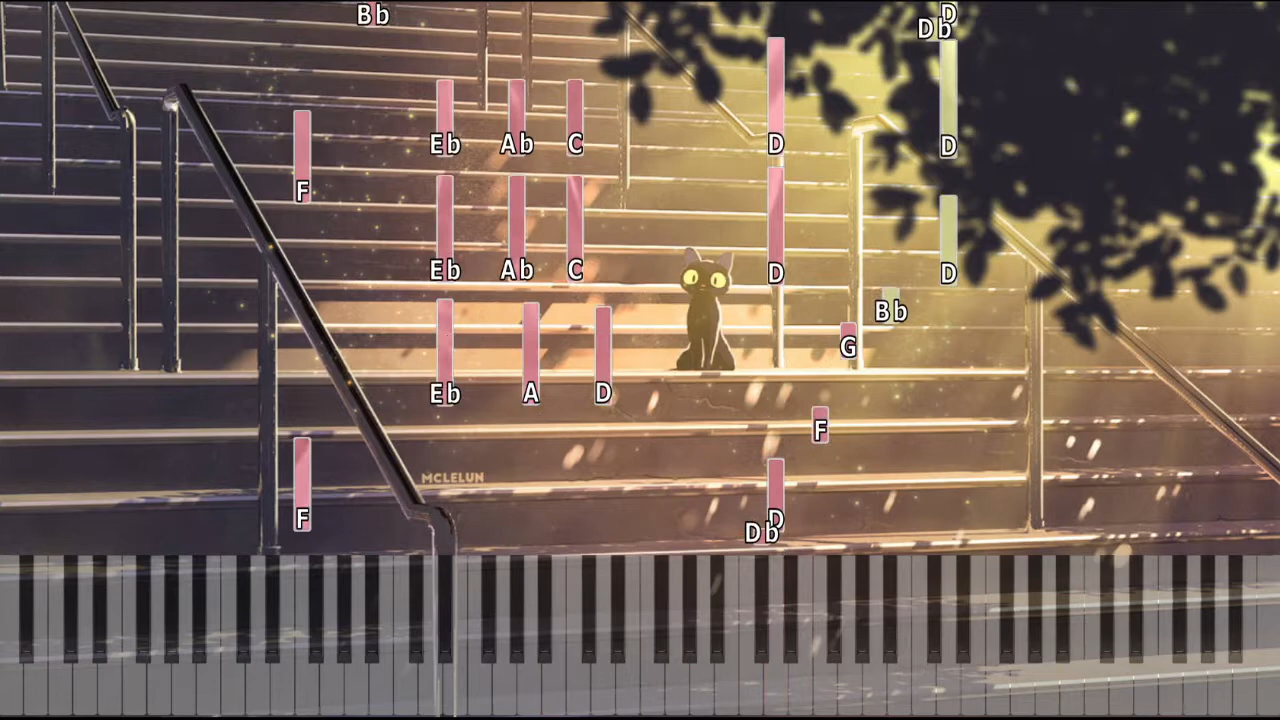 Bb
D
Db
Eb Ab C D D
F
Eb Ab C D D
Bb
G
Eb A D
F
MCLELUN
F D
Db